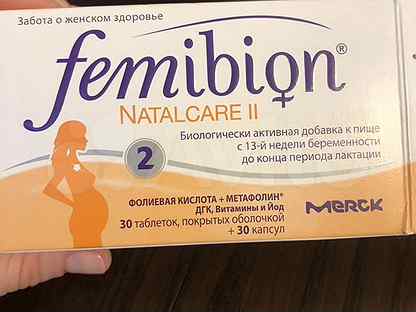 Забота о женском здоровье
femibion®
NATALCARE II
Биологически активная добавка к пище
с 13-й недели беременности
до конца периода лактации
2
ФОЛИЕВАЯ КИСЛОТА + МЕТАФОЛИН®
ДГК, Витамины и Йод
30 таблеток, покрытых оболочкой
+ 30 капсул
MERCK